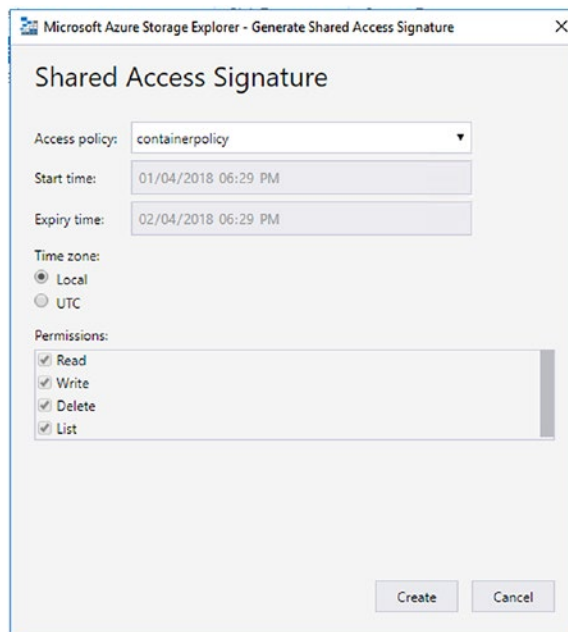 Microsoft Azure Storage Explorer - Generate Shared Access Signature
Shared Access Signature
Access policy: containerpolicy
Start time: 01/04/2018 06:29 PM
Expiry time: 02/04/2018 06:29 PM
Time zone:
Local
UTC
Permissions:
Read
Write
Delete
List
Create Cancel